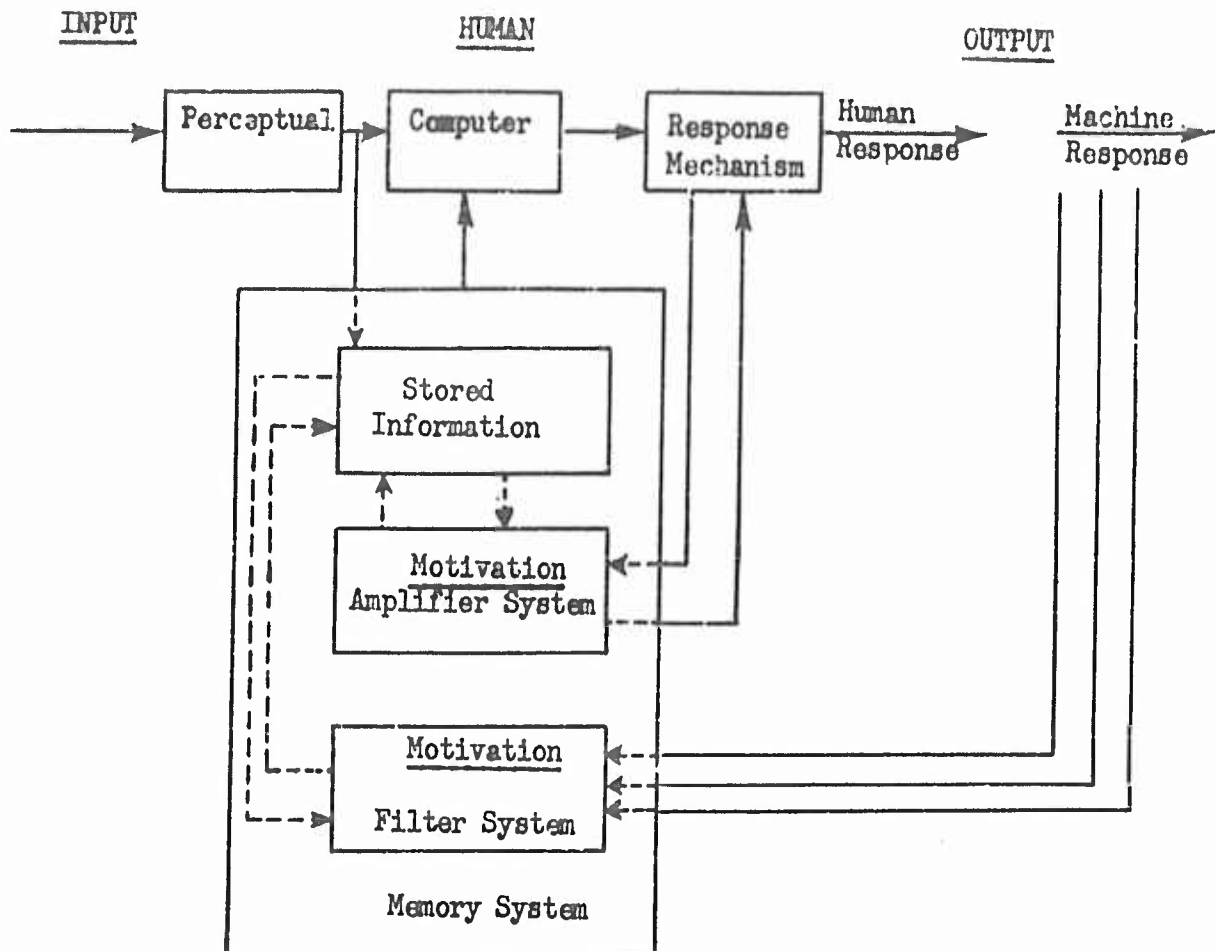 INPUT
HUMAN
OUTPUT
Perceptual
Computer
Response
Mechanism
Human
Response
Machine
Response
Stored
Information
Motivation
Amplifier System
Motivation
Filter System
Memory System